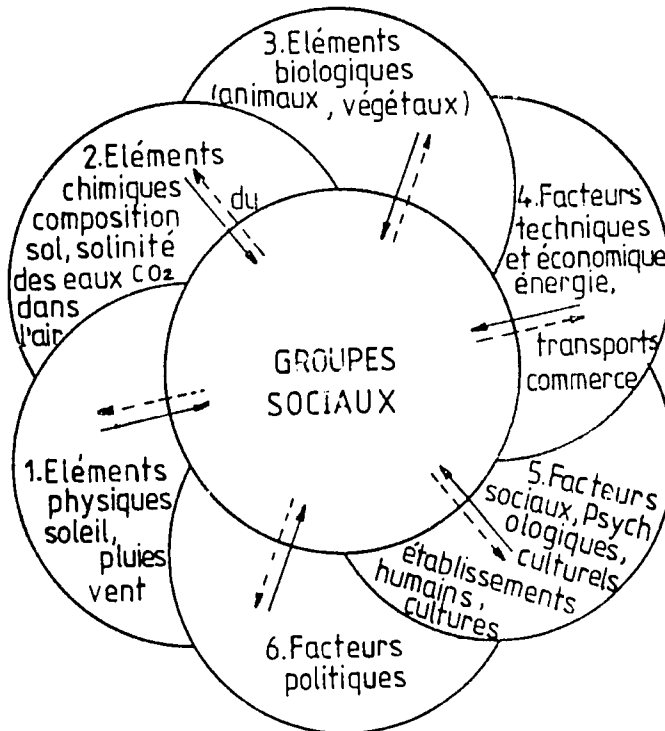 3.Eléments
biologiques
(animaux, végétaux)
2.Eléments
chimiques
composition du
sol, solinité
des eaux CO2
dans
l'air
4.Facteurs
techniques
et économique
énergie,
transports
commerce
GROUPES
SOCIAUX
1.Eléments
physiques
soleil,
pluies
vent
5.Facteurs
sociaux, Psych
ologiques,
culturels
établissements
humains,
cultures
6.Facteurs
politiques